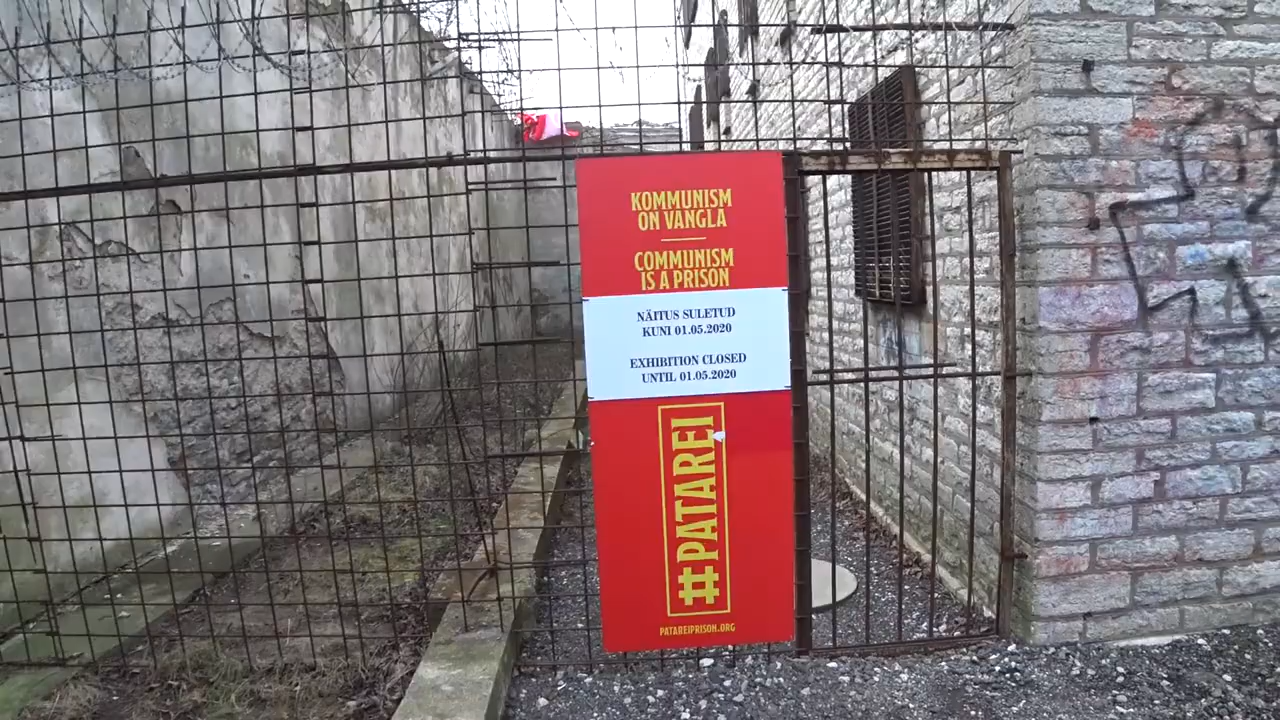 KOMMUNISM
ON VANGLA
COMMUNISM
IS A PRISON
NÄITUS SULETUD
KUNI 01.05.2020
EXHIBITION CLOSED
UNTIL 01.05.2020
#PATAREI
PATAREIPRISON.ORG